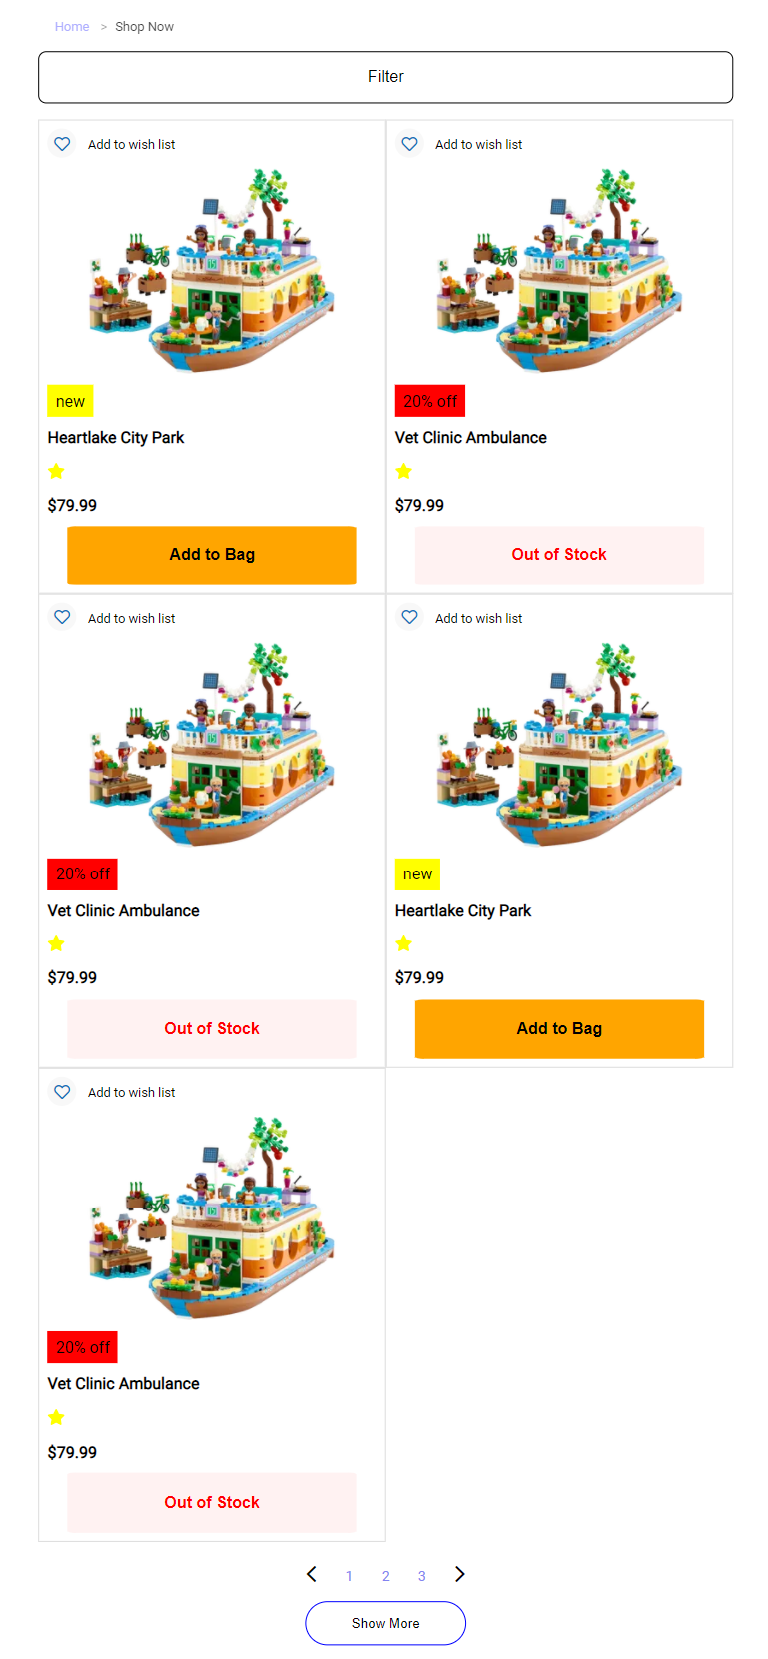 Home > Shop Now
Filter
Add to wish list
Add to wish list
new
20% off
Heartlake City Park
Vet Clinic Ambulance
$79.99
$79.99
Add to Bag
Out of Stock
Add to wish list
Add to wish list
20% off
new
Vet Clinic Ambulance
Heartlake City Park
$79.99
$79.99
Out of Stock
Add to Bag
Add to wish list
20% off
Vet Clinic Ambulance
$79.99
Out of Stock
1 2 3
Show More